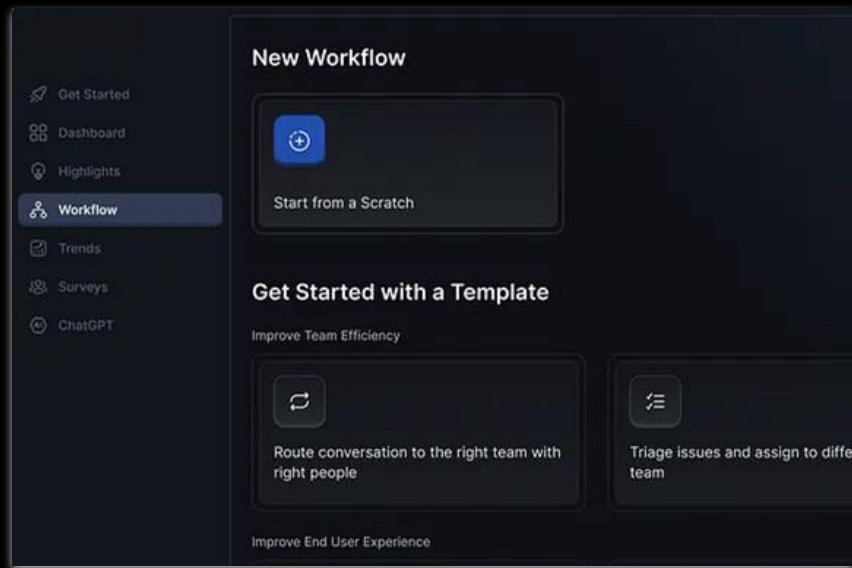 Get Started
Dashboard
Highlights
Workflow
Trends
Surveys
AI
ChatGPT
New Workflow
Start from a Scratch
Get Started with a Template
Improve Team Efficiency
Route conversation to the right team with
right people
Triage issues and assign to diffe
team
Improve End User Experience